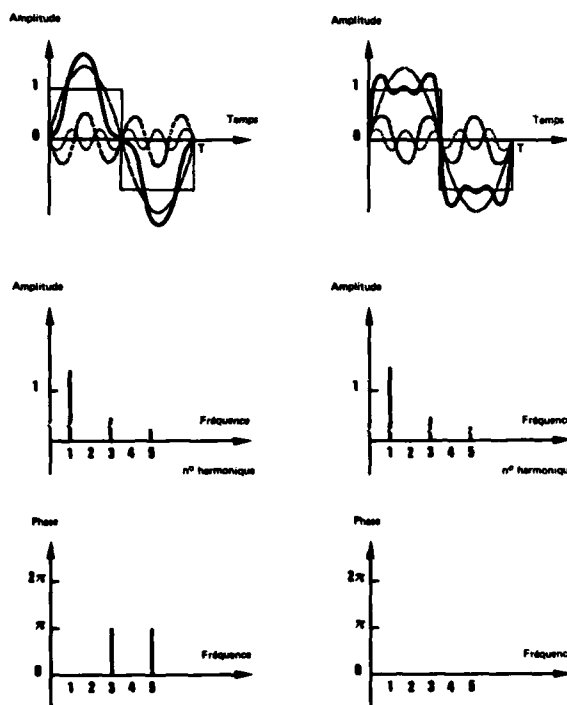 Amplitude
1
0
Temps
T
Amplitude
1
0
Temps
T
Amplitude
1
Fréquence
1 2 3 4 5
n° harmonique
Amplitude
1
Fréquence
1 2 3 4 5
n° harmonique
Phase
2π
π
0
Fréquence
1 2 3 4 5
Phase
2π
π
0
Fréquence
1 2 3 4 5